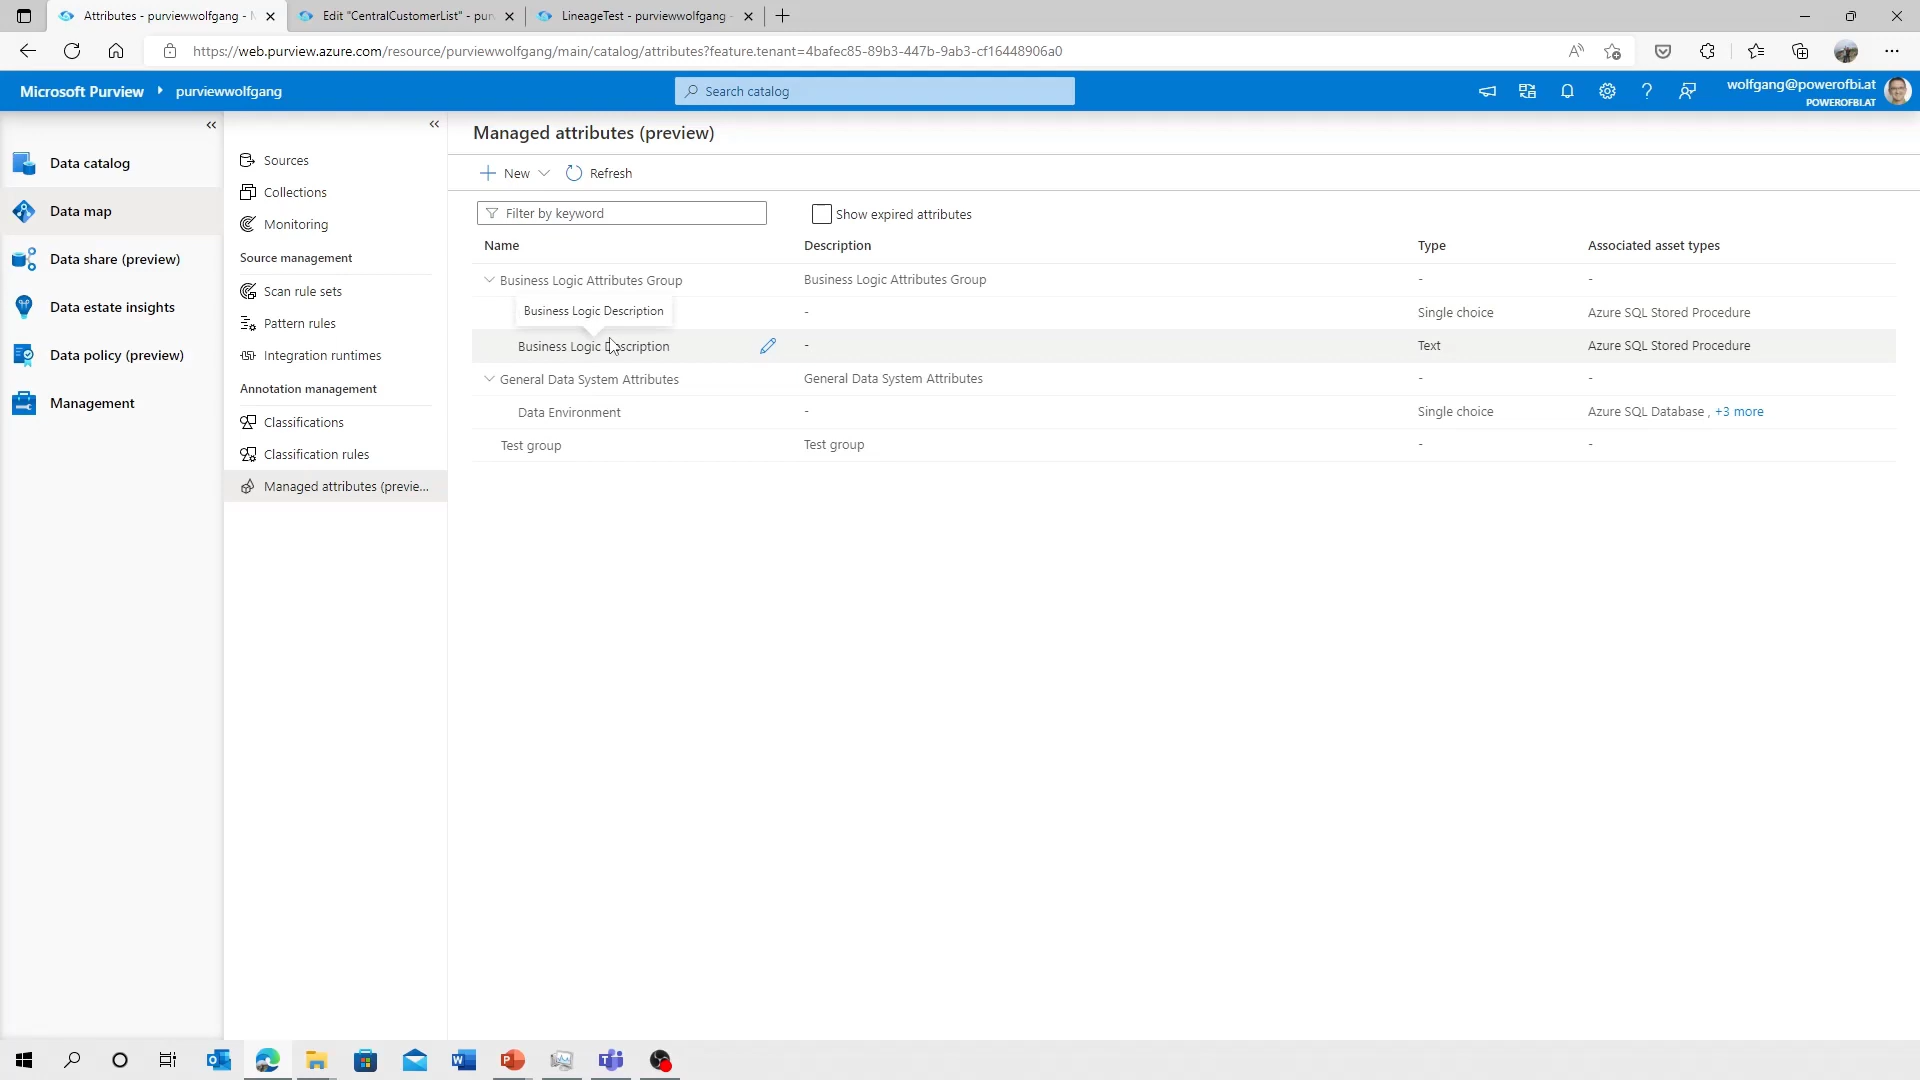 Attributes - purviewwolfgang -
Edit "CentralCustomerList" - pur
LineageTest - purviewwolfgang -
https://web.purview.azure.com/resource/purviewwolfgang/main/catalog/attributes?feature.tenant=4bafec85-89b3-447b-9ab3-cf16448906a0
Microsoft Purview
purviewwolfgang
Search catalog
wolfgang@powerofbi.at
POWEROFBI.AT
Data catalog
Data map
Data share (preview)
Data estate insights
Data policy (preview)
Management
Sources
Collections
Monitoring
Source management
Scan rule sets
Pattern rules
Integration runtimes
Annotation management
Classifications
Classification rules
Managed attributes (previe...
Managed attributes (preview)
New
Refresh
Filter by keyword
Show expired attributes
Name Description Type Associated asset types
Business Logic Attributes Group Business Logic Attributes Group - -
Business Logic Description
- Single choice Azure SQL Stored Procedure
Business Logic Description - Text Azure SQL Stored Procedure
General Data System Attributes General Data System Attributes - -
Data Environment - Single choice Azure SQL Database , +3 more
Test group Test group - -